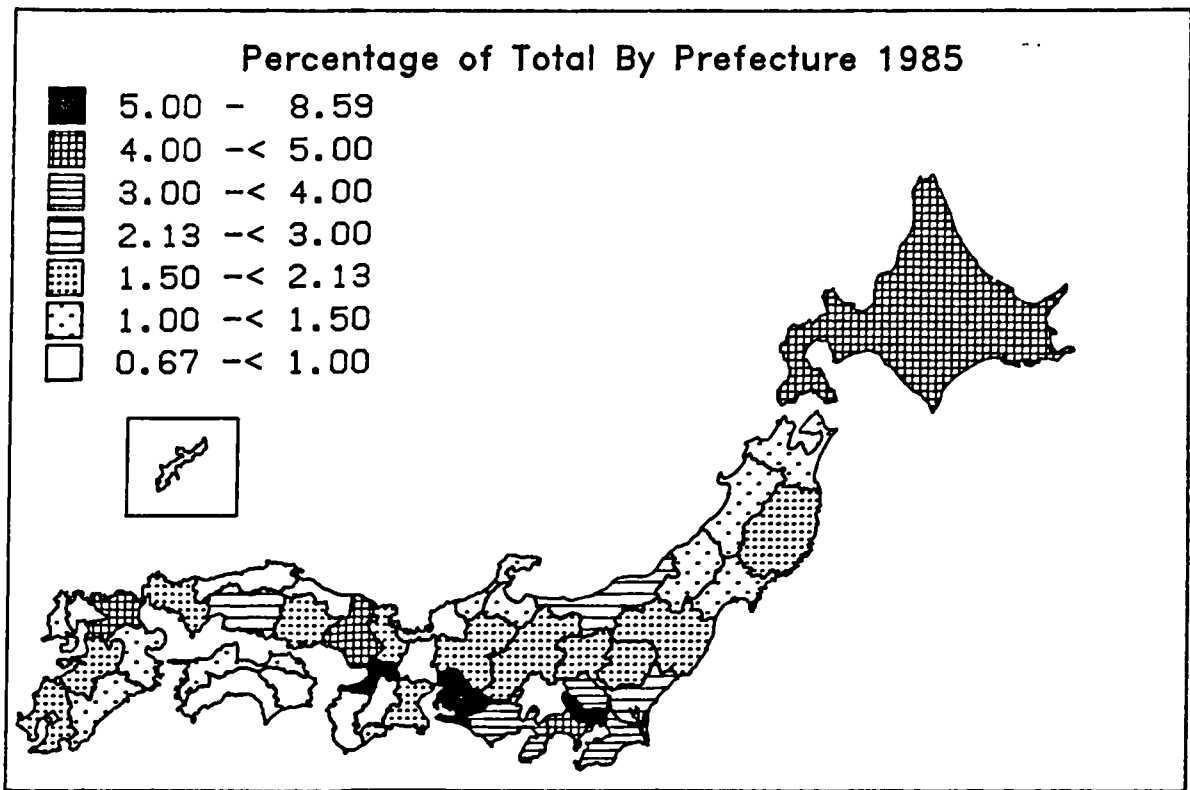 Percentage of Total By Prefecture 1985
5.00 - 8.59
4.00 -< 5.00
3.00 -< 4.00
2.13 -< 3.00
1.50 -< 2.13
1.00 -< 1.50
0.67 -< 1.00